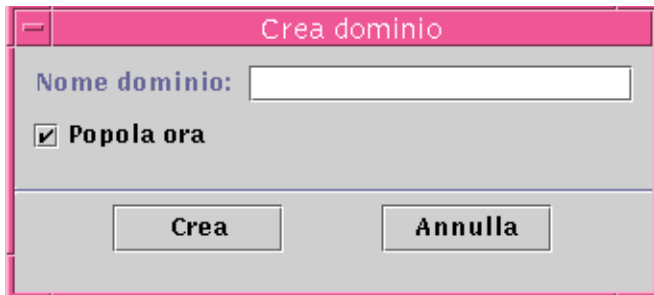 Crea dominio
Nome dominio:
Popola ora
Crea Annulla